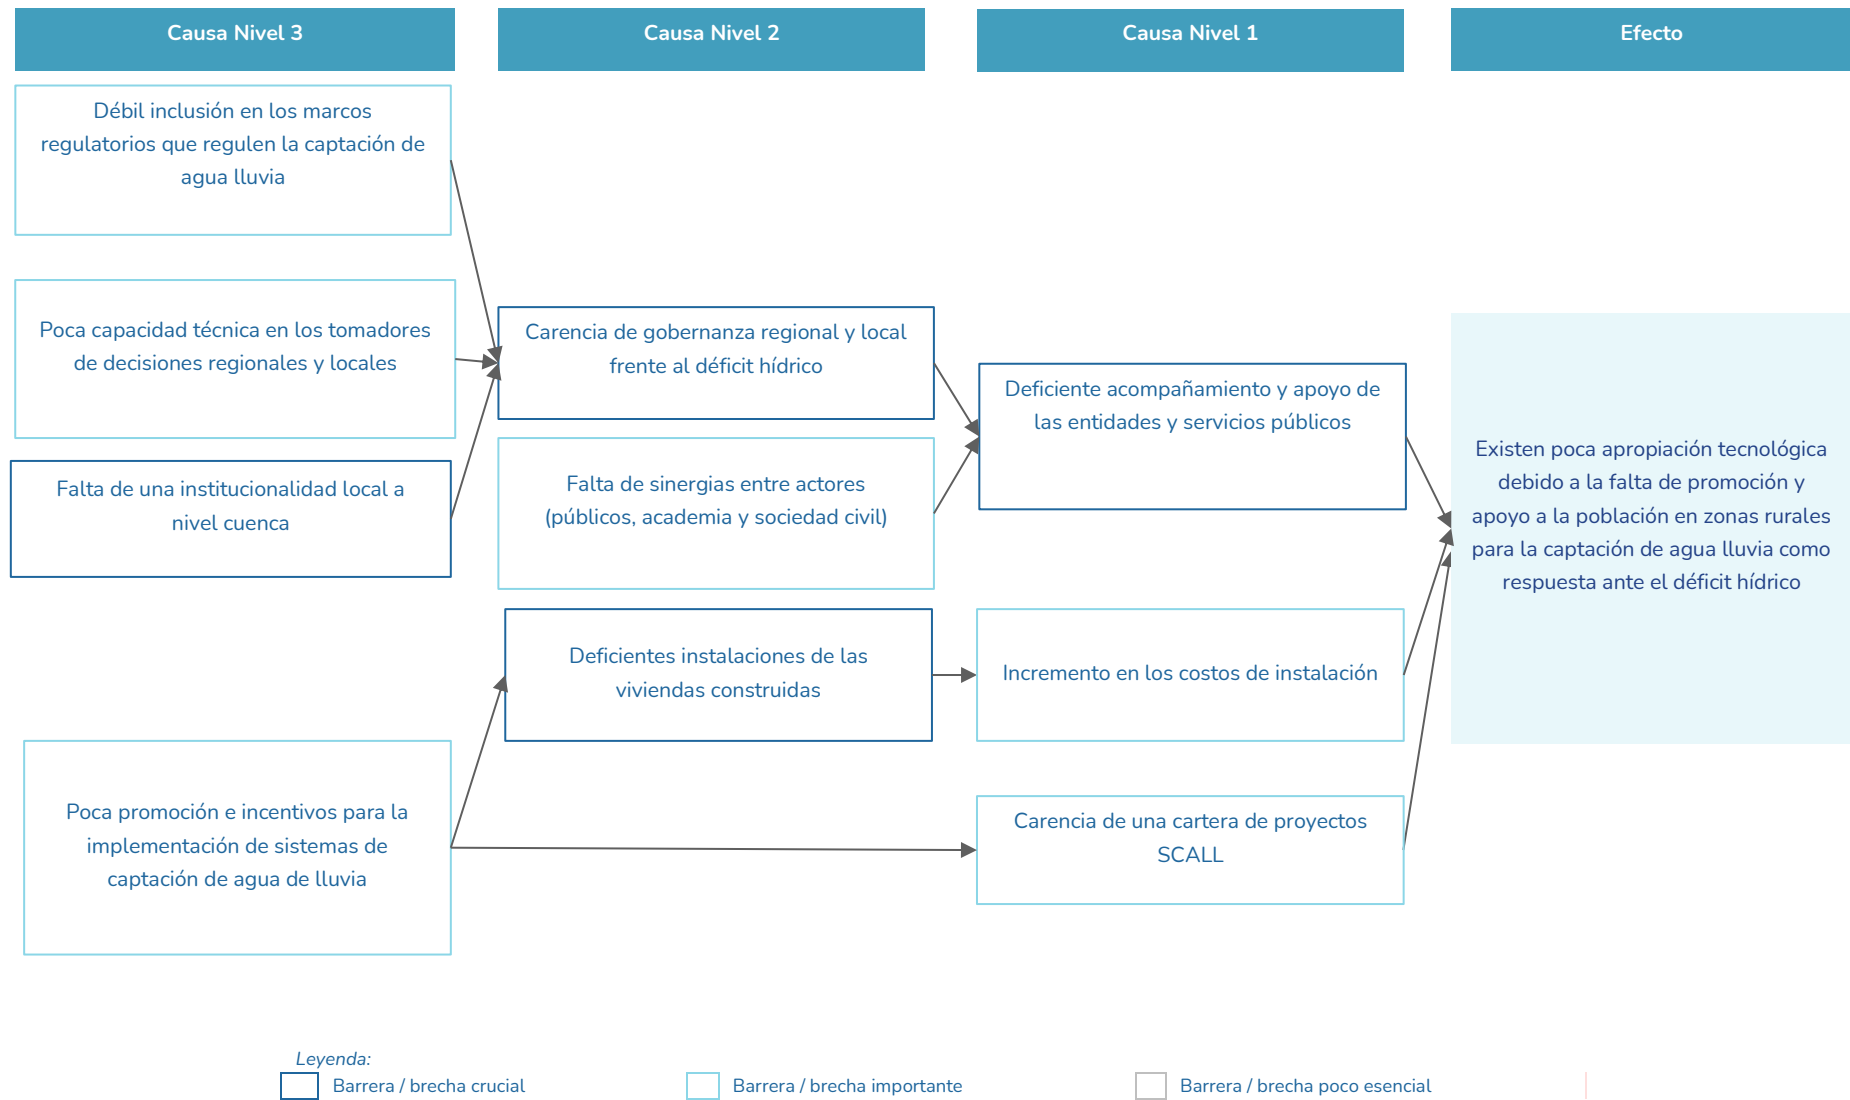 Causa Nivel 3
Causa Nivel 2
Causa Nivel 1
Efecto
Débil inclusión en los marcos
regulatorios que regulen la captación de
agua lluvia
Poca capacidad técnica en los tomadores
de decisiones regionales y locales
Falta de una institucionalidad local a
nivel cuenca
Poca promoción e incentivos para la
implementación de sistemas de
captación de agua de lluvia
Carencia de gobernanza regional y local
frente al déficit hídrico
Falta de sinergias entre actores
(públicos, academia y sociedad civil)
Deficientes instalaciones de las
viviendas construidas
Deficiente acompañamiento y apoyo de
las entidades y servicios públicos
Incremento en los costos de instalación
Carencia de una cartera de proyectos
SCALL
Existen poca apropiación tecnológica
debido a la falta de promoción y
apoyo a la población en zonas rurales
para la captación de agua lluvia como
respuesta ante el déficit hídrico
Leyenda:
Barrera / brecha crucial
Barrera / brecha importante
Barrera / brecha poco esencial